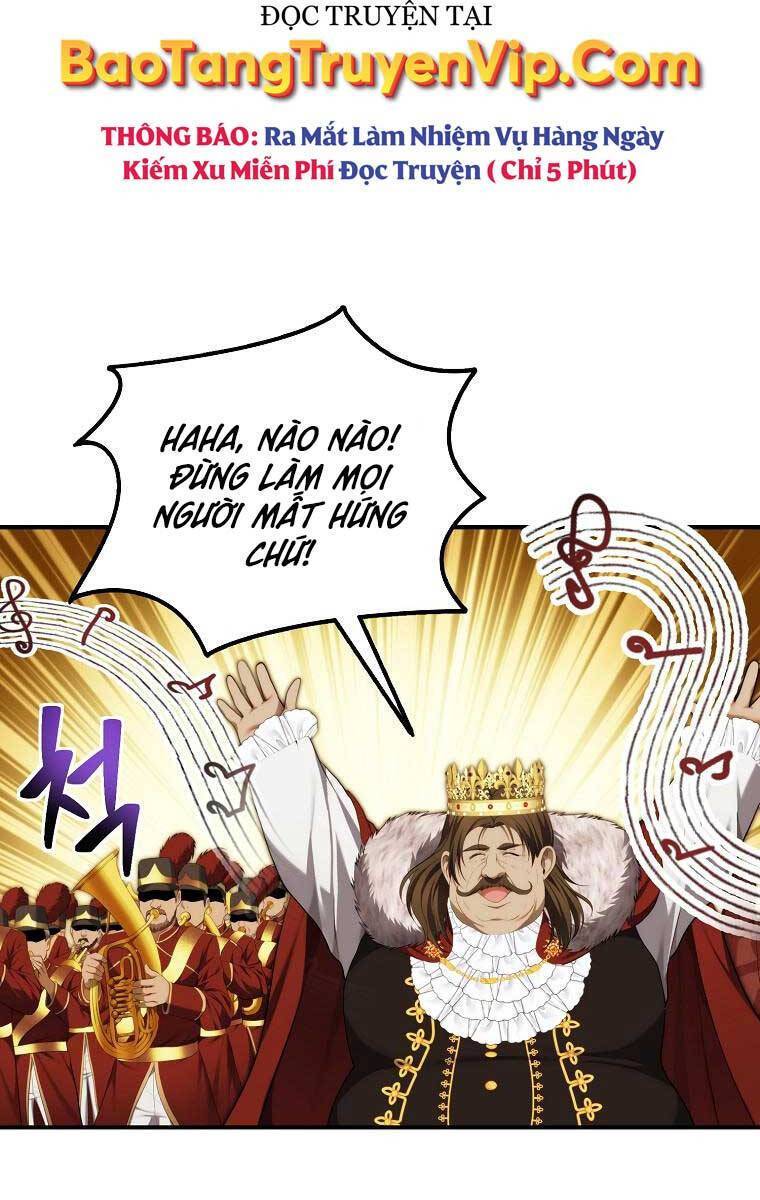 ĐỌC TRUYỆN TẠI
BaoTangTruyenVip.Com
THÔNG BÁO: Ra Mắt Làm Nhiệm Vụ Hàng Ngày
Kiếm Xu Miễn Phí Đọc Truyện ( Chỉ 5 Phút)
HAHA, NÀO NÀO!
ĐỪNG LÀM MỌI
NGƯỜI MẤT HỨNG
CHỨ!
척